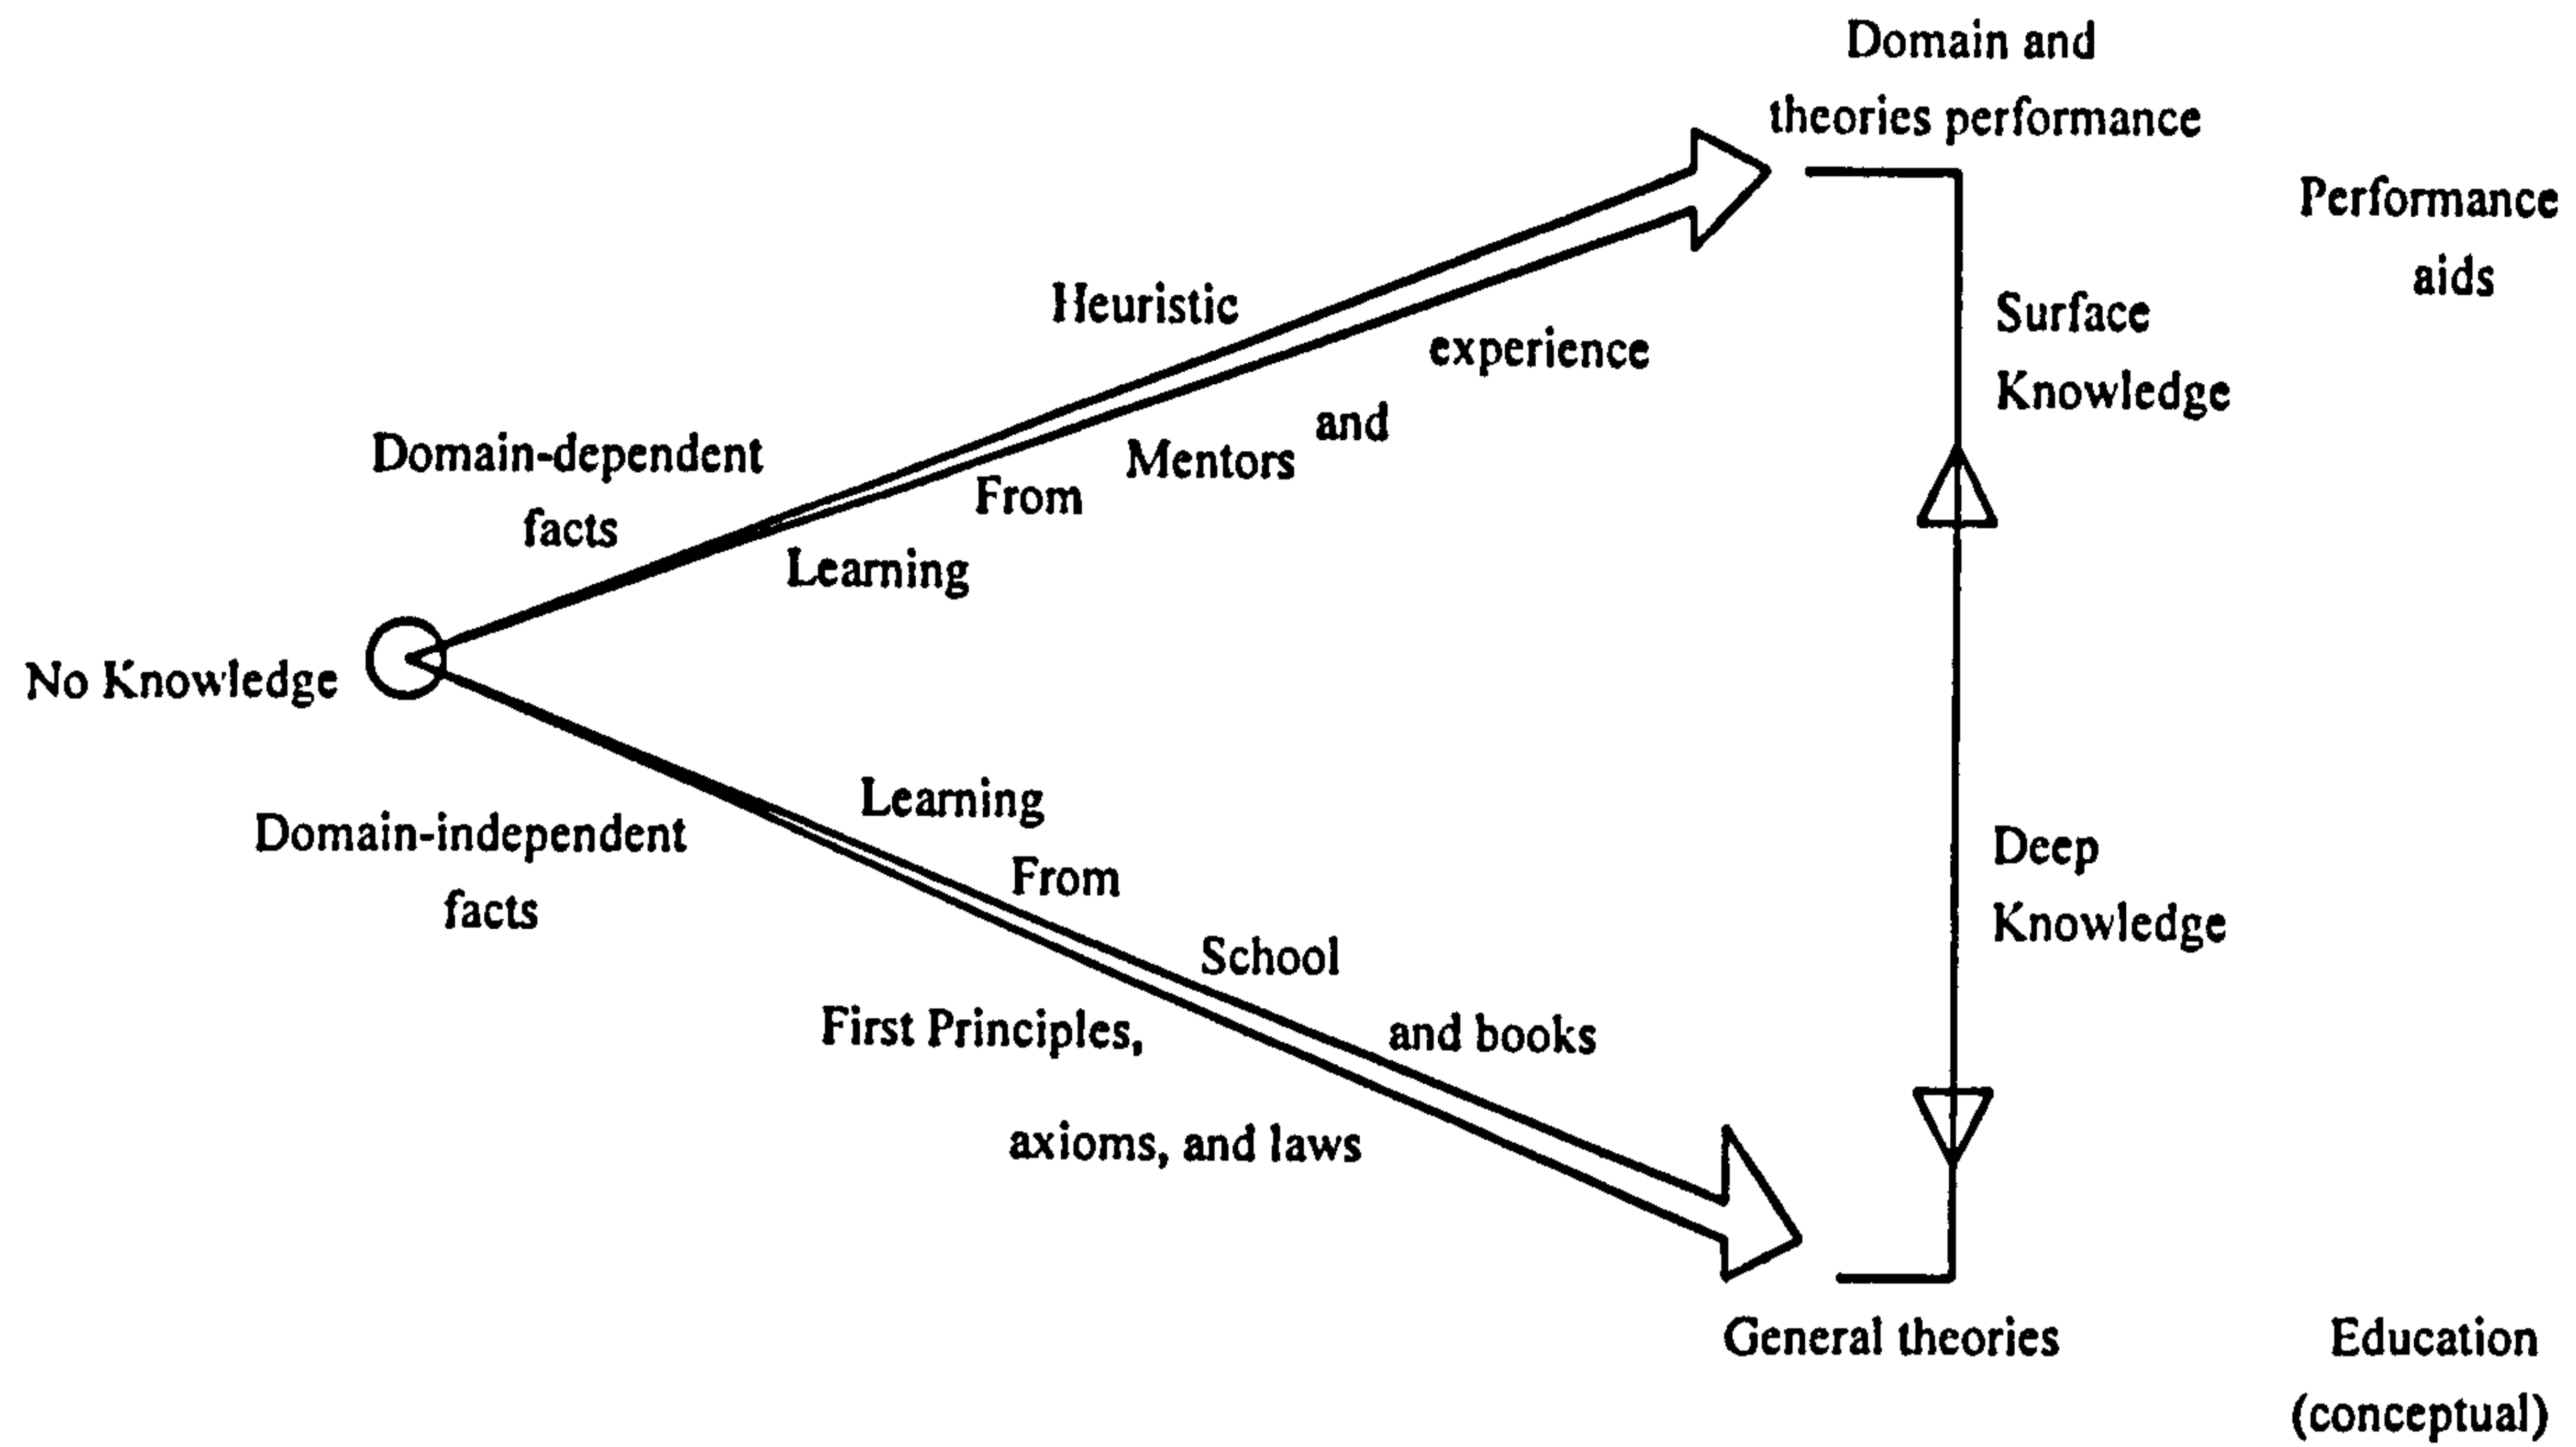 Domain and
theories performance
Performance
aids
Heuristic
Surface
Knowledge
Domain-dependent
facts
Learning
From
Mentors
and
experience
No Knowledge
Domain-independent
facts
Learning
From
School
and books
First Principles,
axioms, and laws
Deep
Knowledge
General theories
Education
(conceptual)